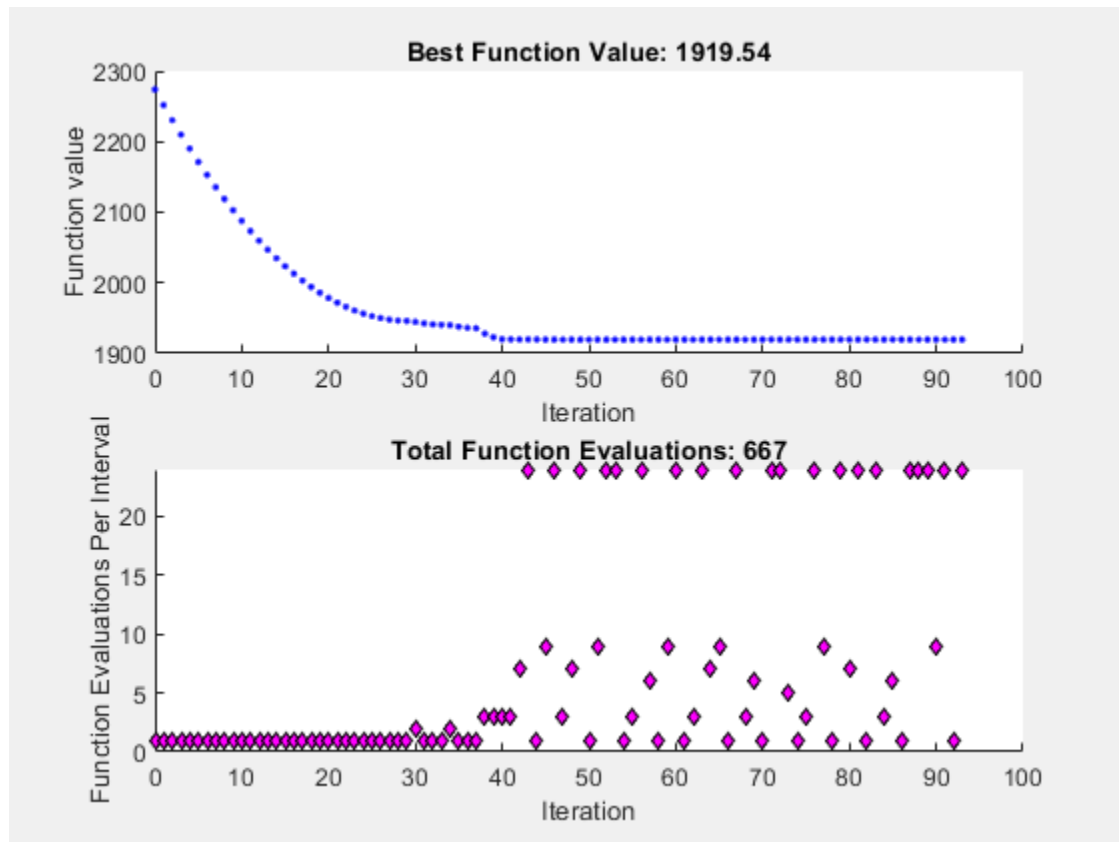 Best Function Value: 1919.54
Function value
2300
2200
2100
2000
1900
0 10 20 30 40 50 60 70 80 90 100
Iteration
Total Function Evaluations: 667
Function Evaluations Per Interval
20
15
10
5
0
0 10 20 30 40 50 60 70 80 90 100
Iteration